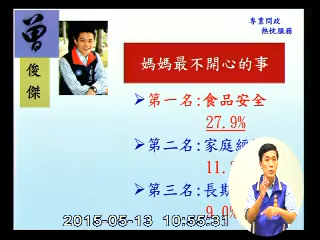 曾
俊
傑
專業問政
熱忱服務
媽媽最不開心的事
第一名:食品安全
27.9%
第二名:家庭經
11.
第三名:長期
9.0%
2015-05-13 10:55:31